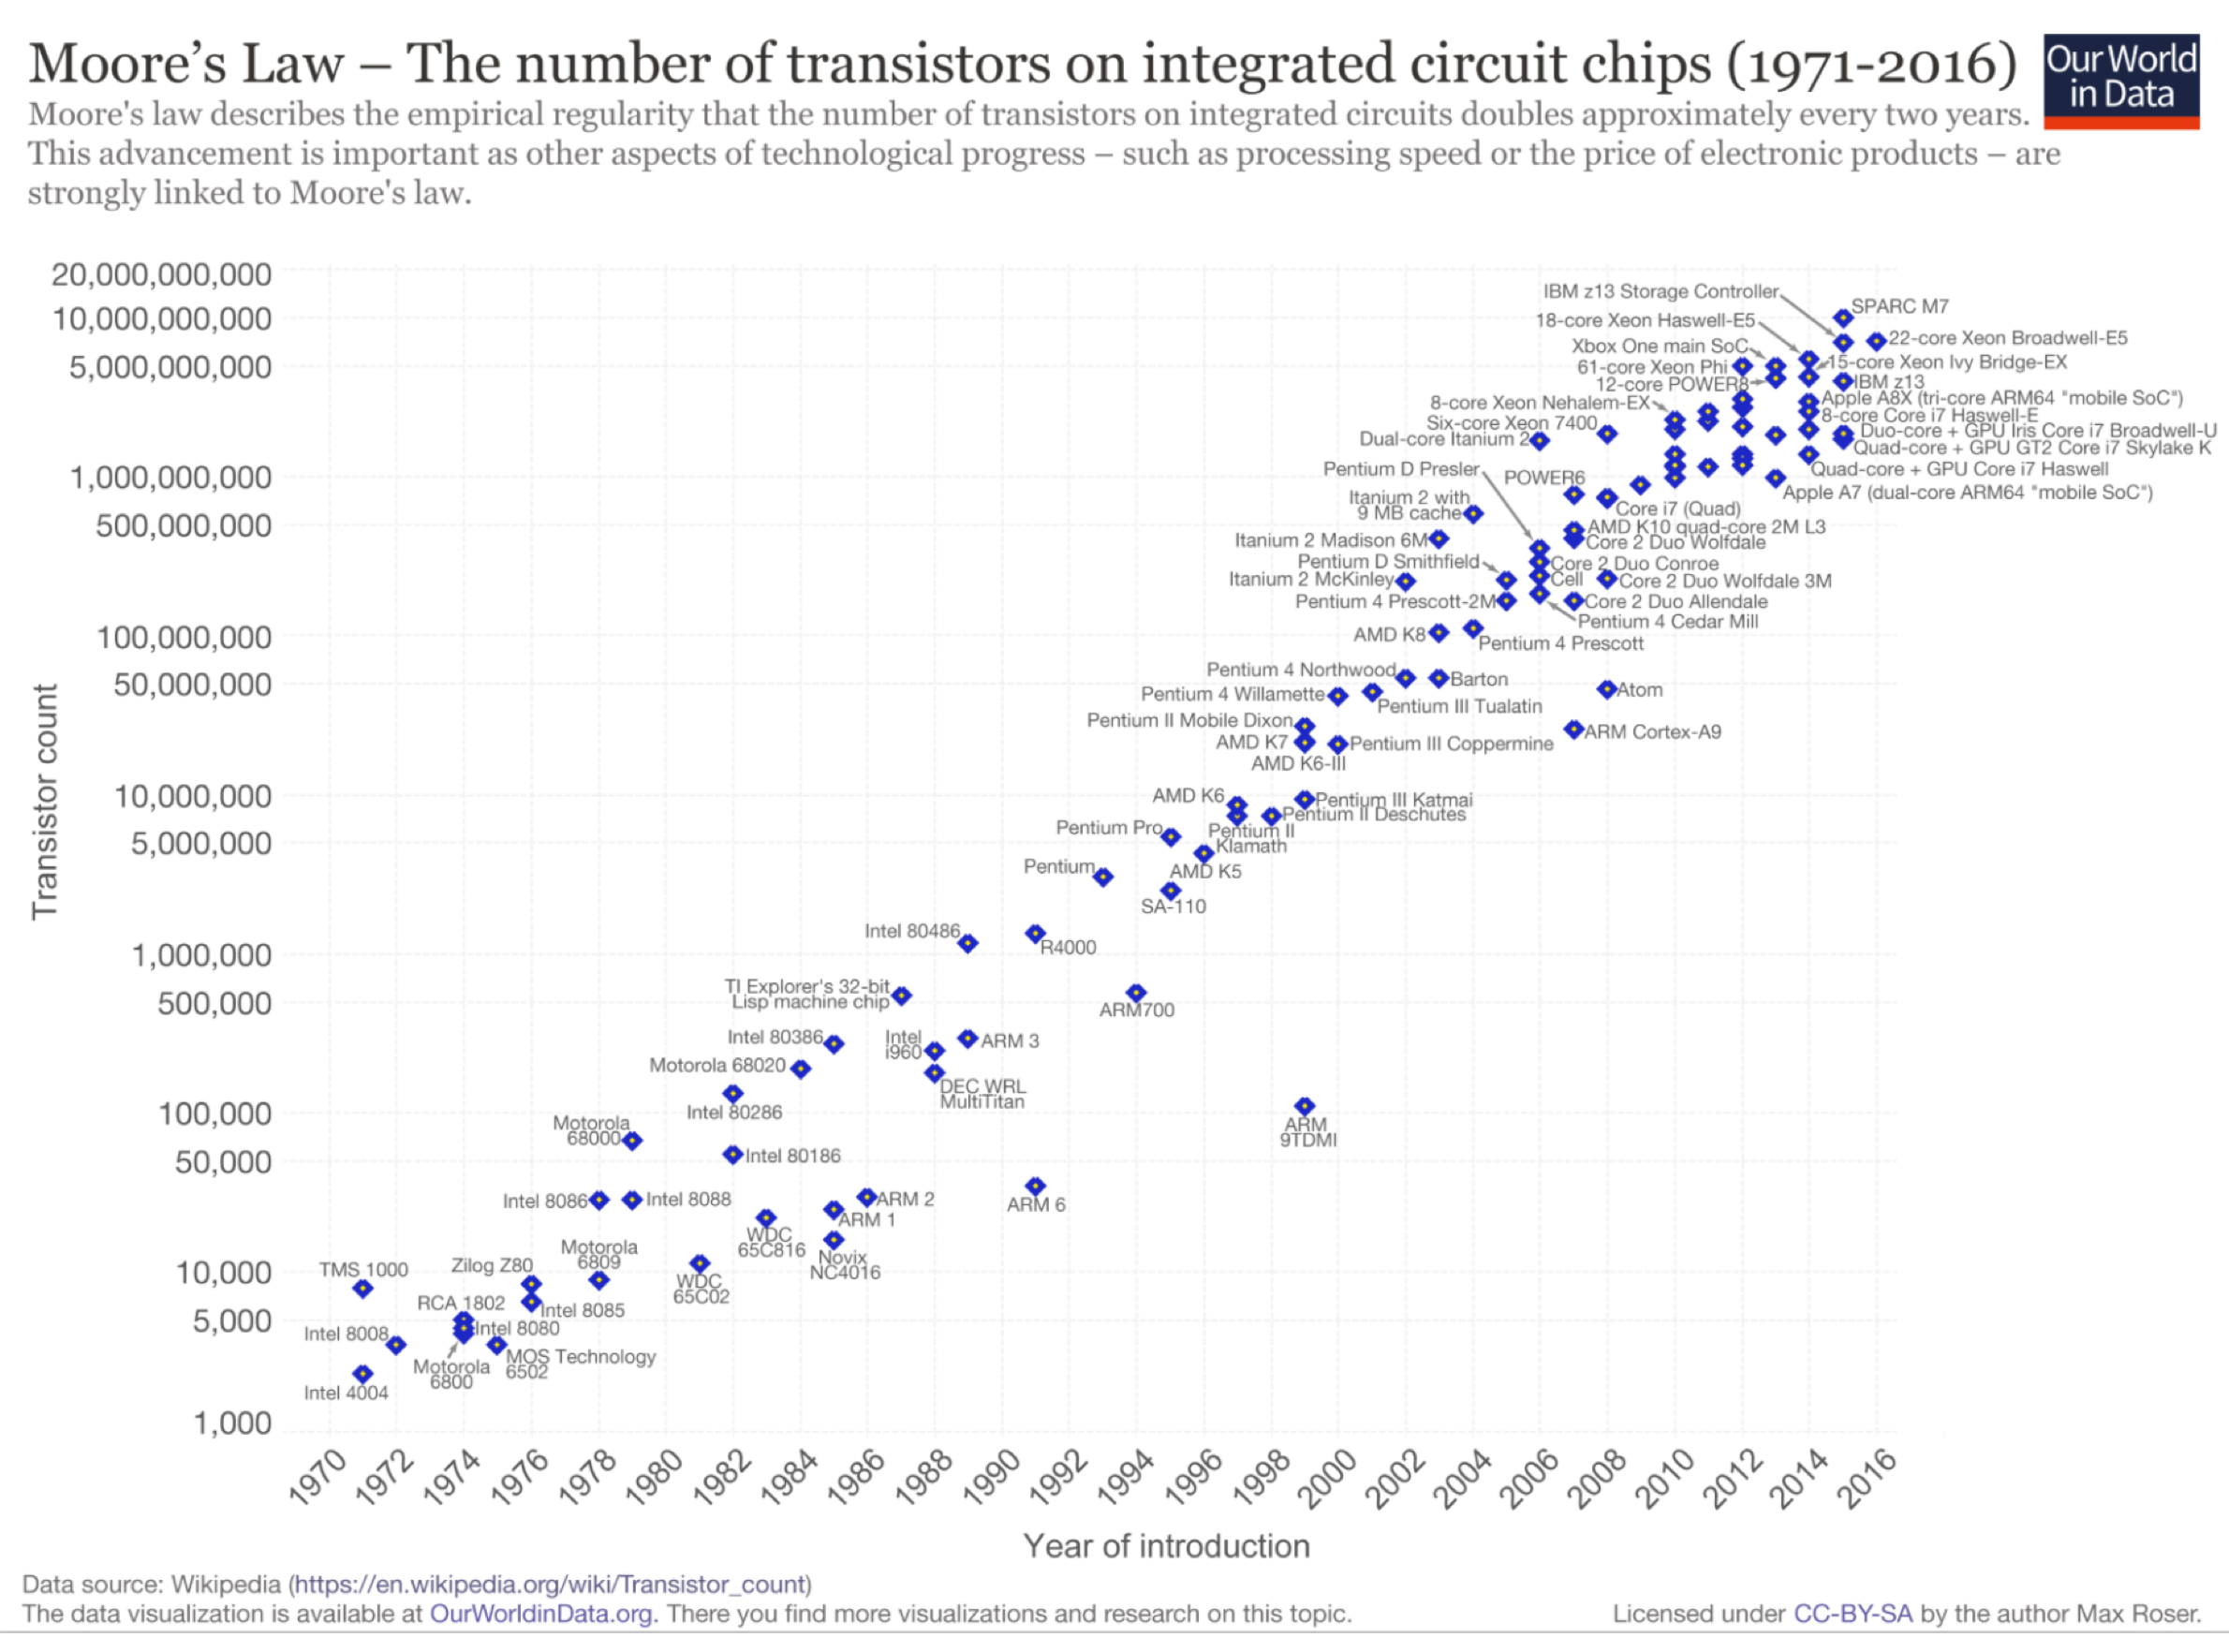 Moore's Law – The number of transistors on integrated circuit chips (1971-2016)
Our World
in Data
Moore's law describes the empirical regularity that the number of transistors on integrated circuits doubles approximately every two years.
This advancement is important as other aspects of technological progress – such as processing speed or the price of electronic products – are
strongly linked to Moore's law.
Transistor count
20,000,000,000
10,000,000,000
5,000,000,000
1,000,000,000
500,000,000
100,000,000
50,000,000
10,000,000
5,000,000
1,000,000
500,000
100,000
50,000
10,000
5,000
1,000
IBM z13 Storage Controller
SPARC M7
18-core Xeon Haswell-E5
22-core Xeon Broadwell-E5
Xbox One main SoC
15-core Xeon Ivy Bridge-EX
61-core Xeon Phi
12-core POWER8
IBM z13
Apple A8X (tri-core ARM64 "mobile SoC")
8-core Xeon Nehalem-EX
8-core Core i7 Haswell-E
Six-core Xeon 7400
Duo-core + GPU Iris Core i7 Broadwell-U
Dual-core Itanium 2
Quad-core + GPU GT2 Core i7 Skylake K
Pentium D Presler
Quad-core + GPU Core i7 Haswell
POWER6
Apple A7 (dual-core ARM64 "mobile SoC")
Itanium 2 with
9 MB cache
Core i7 (Quad)
AMD K10 quad-core 2M L3
Itanium 2 Madison 6M
Core 2 Duo Wolfdale
Pentium D Smithfield
Core 2 Duo Conroe
Itanium 2 McKinley
Cell
Core 2 Duo Wolfdale 3M
Pentium 4 Prescott-2M
Core 2 Duo Allendale
Pentium 4 Cedar Mill
AMD K8
Pentium 4 Prescott
Pentium 4 Northwood
Barton
Pentium 4 Willamette
Atom
Pentium III Tualatin
Pentium II Mobile Dixon
ARM Cortex-A9
AMD K7
Pentium III Coppermine
AMD K6-III
AMD K6
Pentium III Katmai
Pentium II Deschutes
Pentium Pro
Pentium II
Klamath
Pentium
AMD K5
SA-110
Intel 80486
R4000
TI Explorer's 32-bit
Lisp machine chip
ARM700
Intel 80386
Intel
i960
ARM 3
Motorola 68020
DEC WRL
MultiTitan
Intel 80286
ARM
9TDMI
Motorola
68000
Intel 80186
Intel 8086
Intel 8088
ARM 2
ARM 6
ARM 1
WDC
65C816
Novix
NC4016
Motorola
6809
Zilog Z80
TMS 1000
WDC
65C02
RCA 1802
Intel 8085
Intel 8008
Intel 8080
MOS Technology
6502
Motorola
6800
Intel 4004
1970
1972
1974
1976
1978
1980
1982
1984
1986
1988
1990
1992
1994
1996
1998
2000
2002
2004
2006
2008
2010
2012
2014
2016
Year of introduction
Data source: Wikipedia (https://en.wikipedia.org/wiki/Transistor_count)
The data visualization is available at OurWorldinData.org. There you find more visualizations and research on this topic.
Licensed under CC-BY-SA by the author Max Roser.